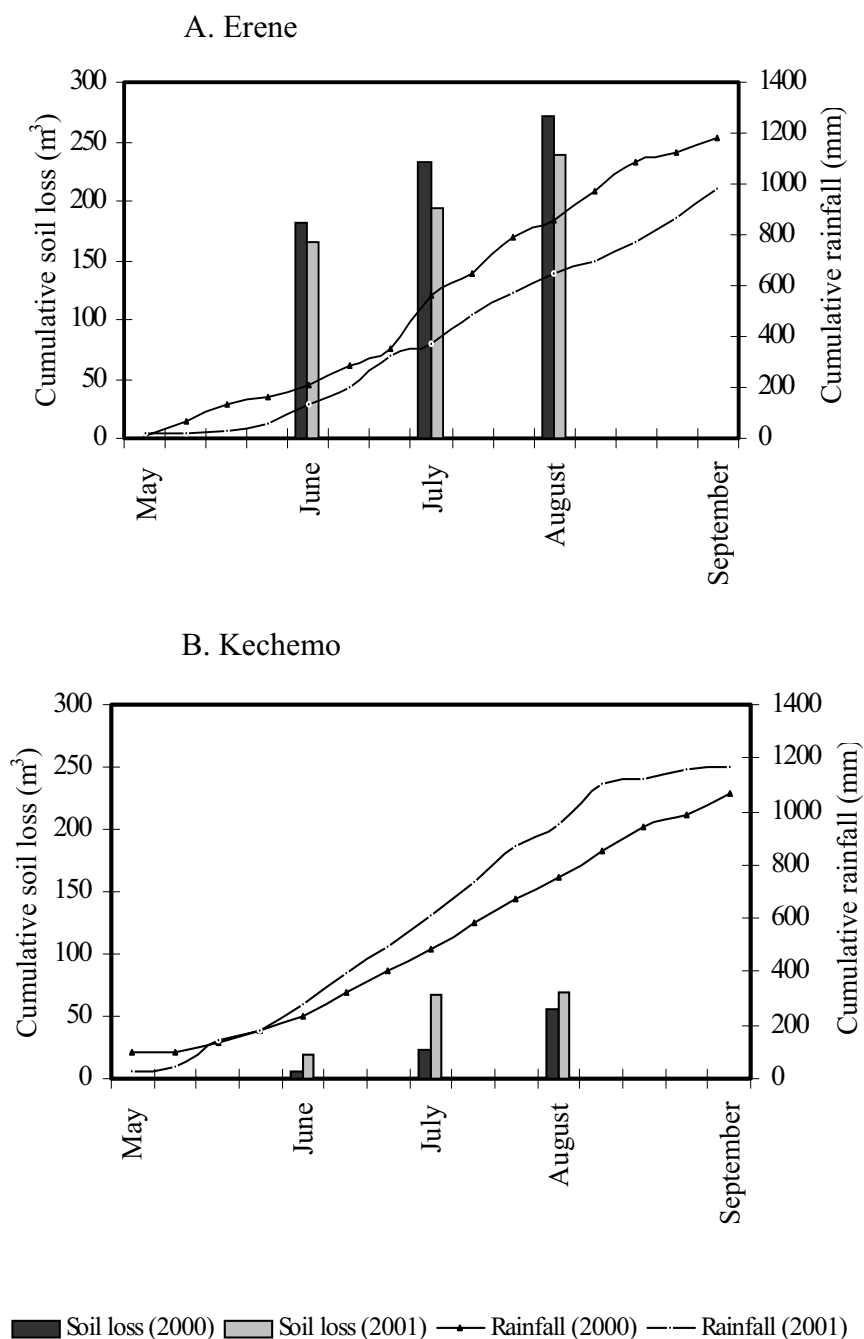 A. Erene
Cumulative soil loss (m³)
300
250
200
150
100
50
0
1400
1200
1000
800
600
400
200
0
Cumulative rainfall (mm)
May
June
July
August
September
B. Kechemo
Cumulative soil loss (m³)
300
250
200
150
100
50
0
1400
1200
1000
800
600
400
200
0
Cumulative rainfall (mm)
May
June
July
August
September
Soil loss (2000) Soil loss (2001) Rainfall (2000) Rainfall (2001)